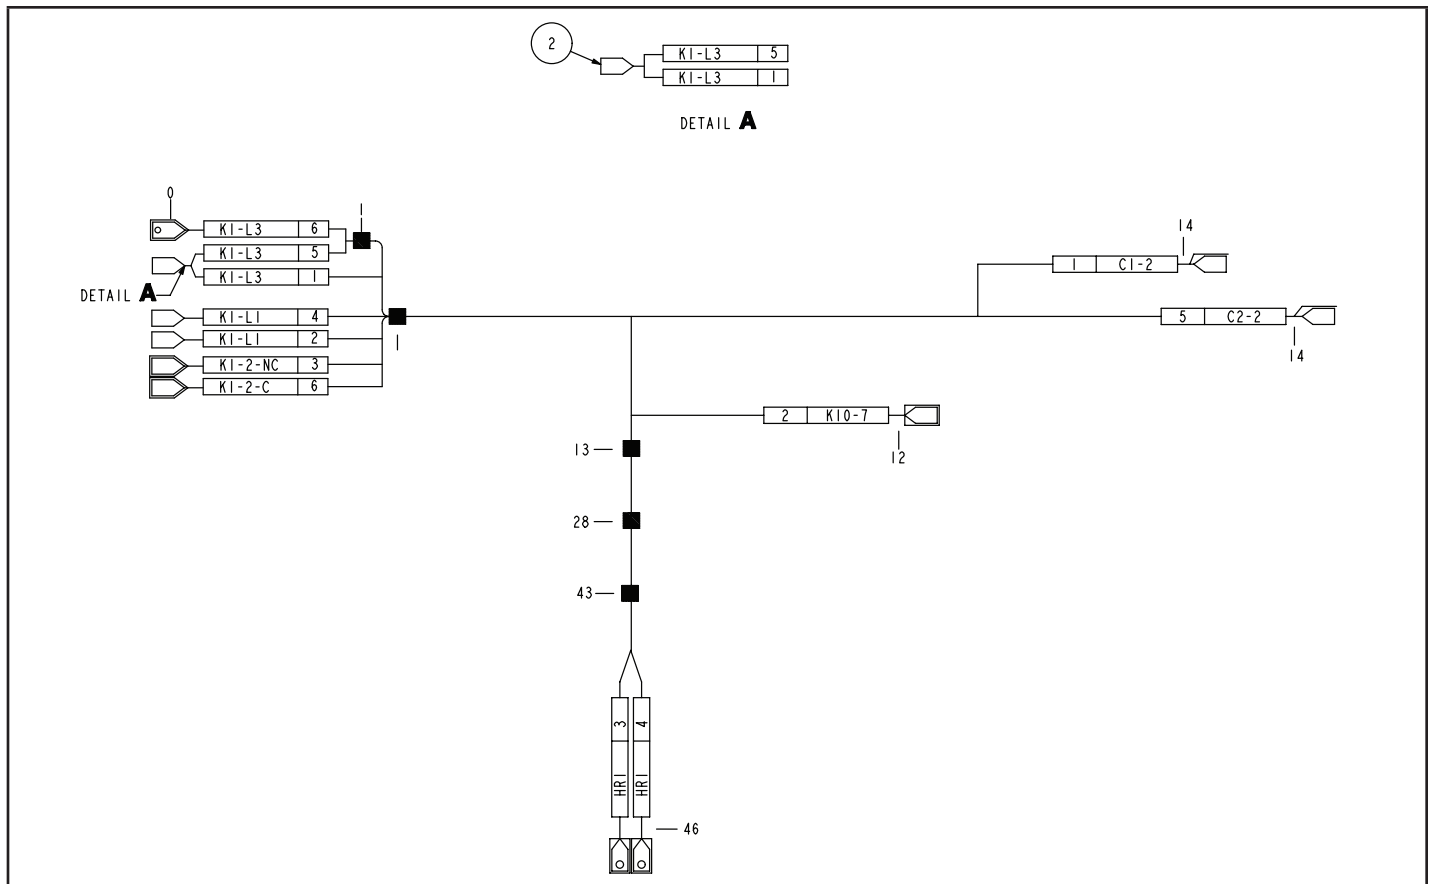 2
K1-L3 5
K1-L3 1
DETAIL A
0
1
K1-L3 6
K1-L3 5
K1-L3 1
DETAIL A
K1-L1 4
K1-L1 2
K1-2-NC 3
K1-2-C 6
1
14
1 C1-2
5 C2-2
14
2 K10-7
12
13
28
43
3 HR1
4 HR1
46